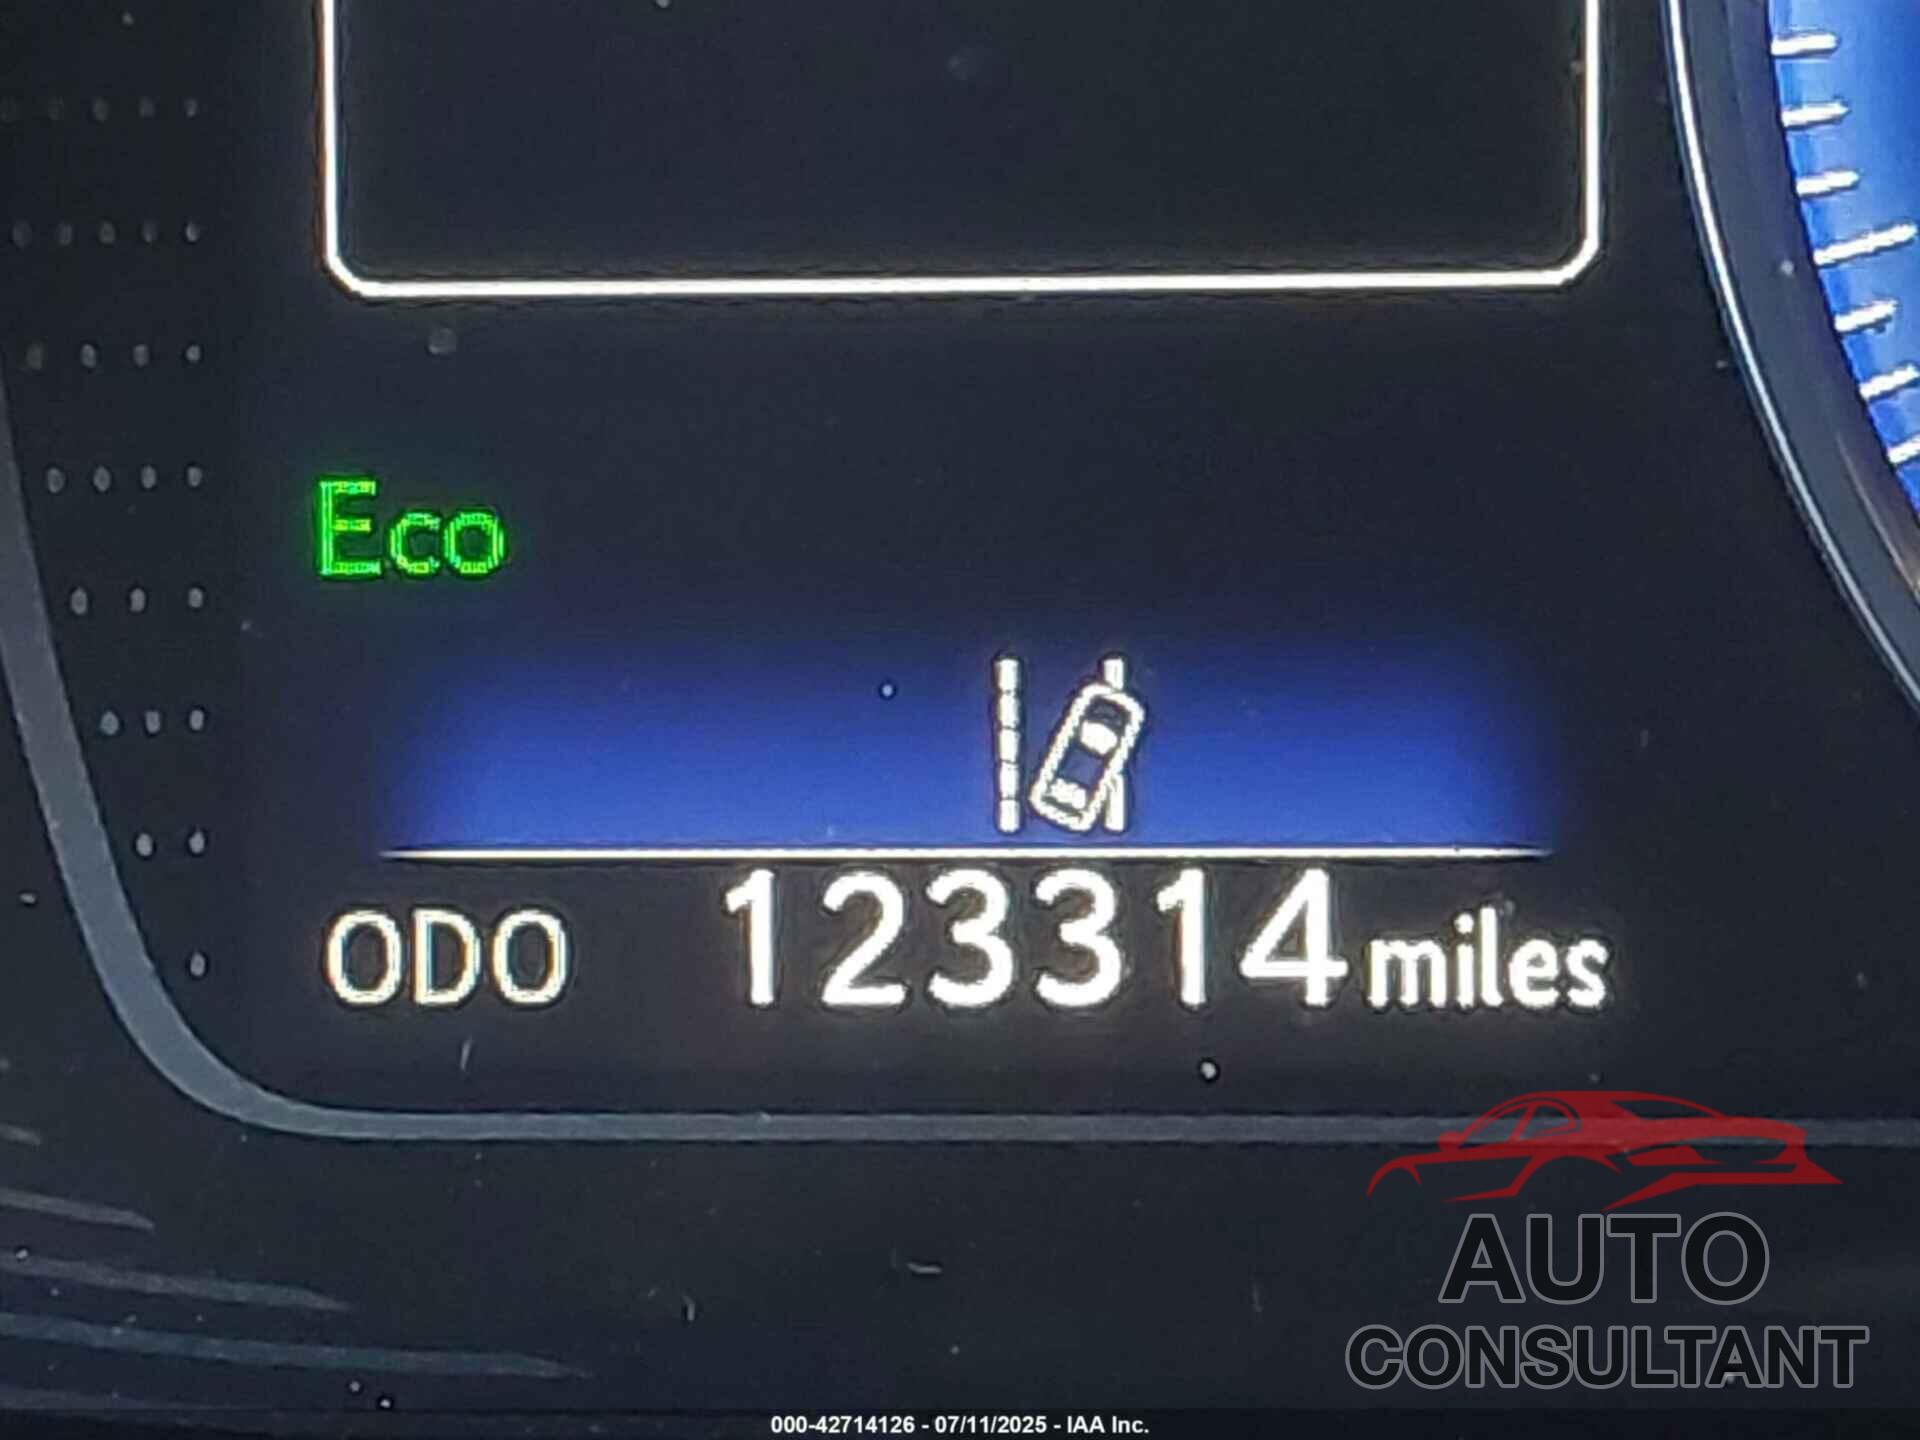 Eco
ODO 123314 miles
AUTO
CONSULTANT
000-42714126 - 07/11/2025 - IAA Inc.